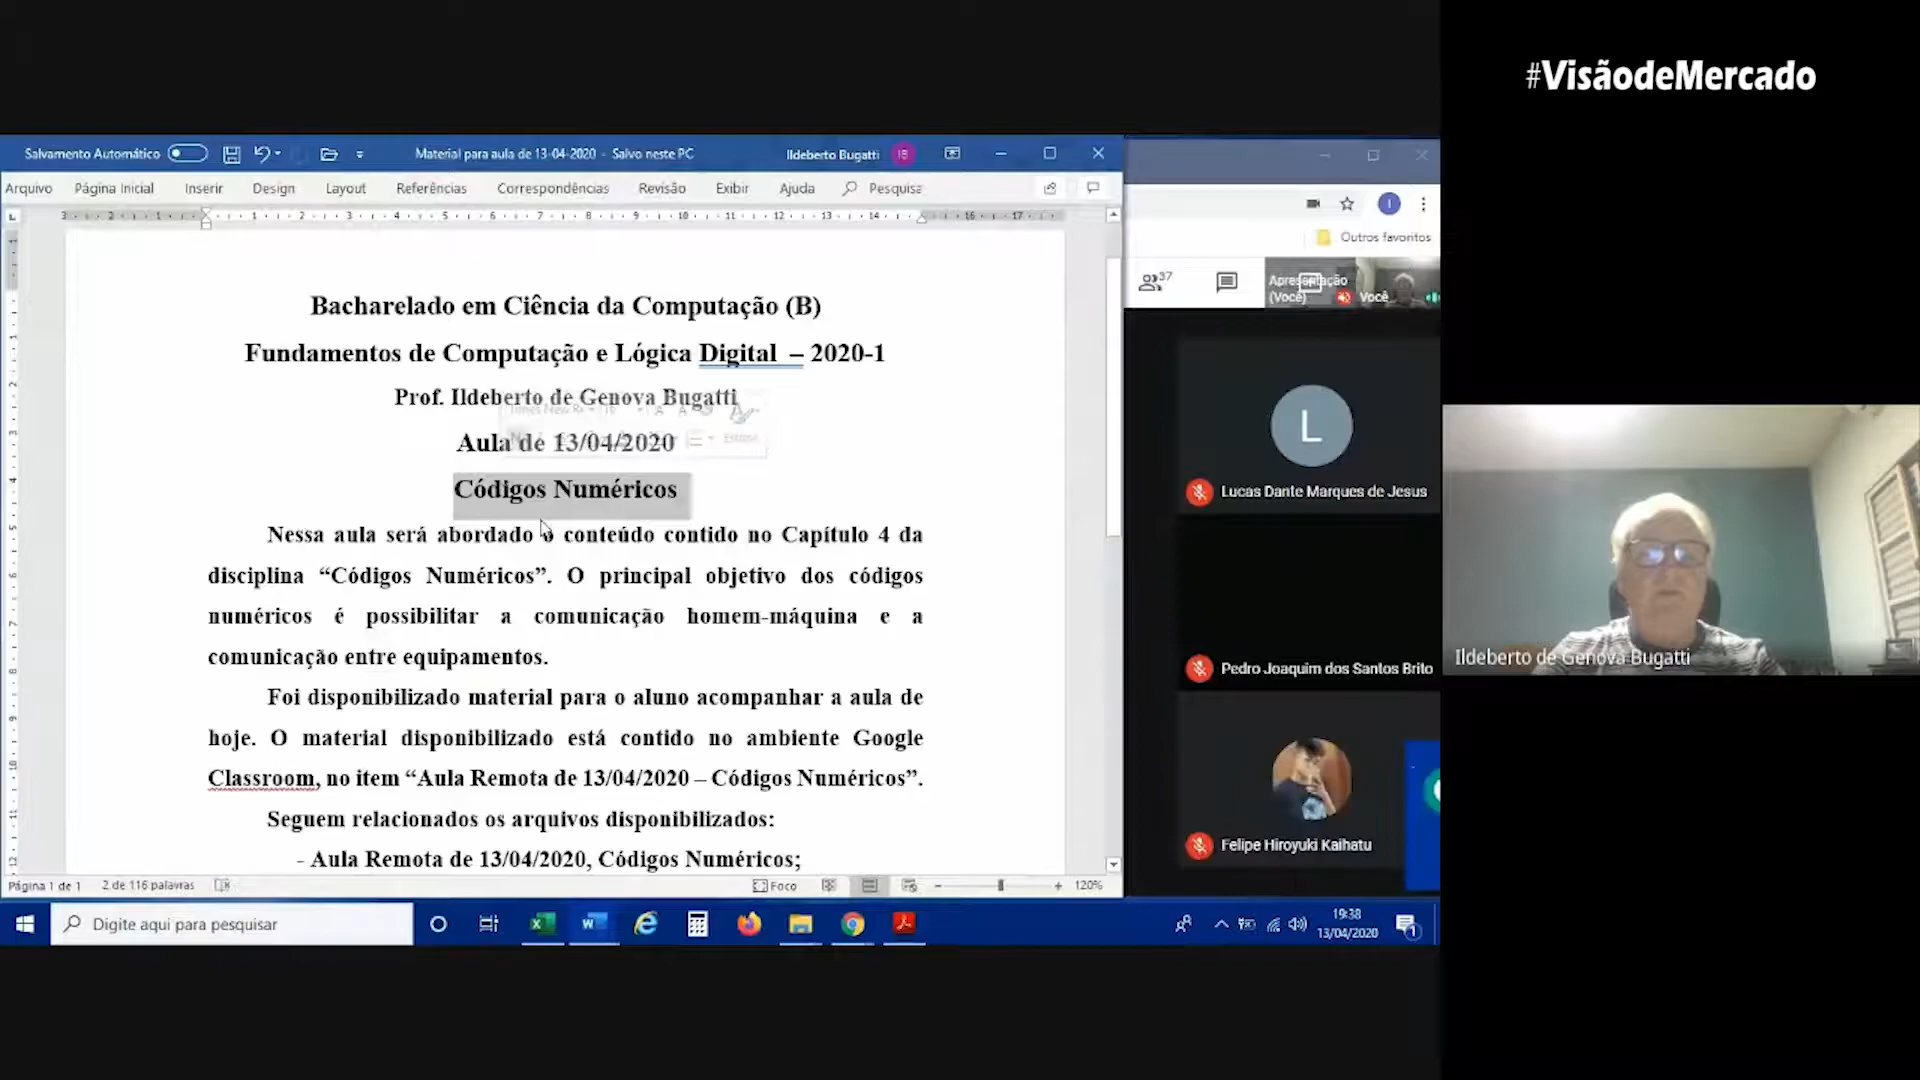 #VisãodeMercado
Salvamento Automático
Material para aula de 13-04-2020 - Salvo neste PC
Ildeberto Bugatti
IB
Arquivo Página Inicial Inserir Design Layout Referências Correspondências Revisão Exibir Ajuda Pesquisa
Outros favoritos
37
Apresentação
(Você)
Você
Bacharelado em Ciência da Computação (B)
Fundamentos de Computação e Lógica Digital – 2020-1
Prof. Ildeberto de Genova Bugatti
Aula de 13/04/2020
Códigos Numéricos
Nessa aula será abordado o conteúdo contido no Capítulo 4 da
disciplina “Códigos Numéricos”. O principal objetivo dos códigos
numéricos é possibilitar a comunicação homem-máquina e a
comunicação entre equipamentos.
Foi disponibilizado material para o aluno acompanhar a aula de
hoje. O material disponibilizado está contido no ambiente Google
Classroom, no item “Aula Remota de 13/04/2020 – Códigos Numéricos”.
Seguem relacionados os arquivos disponibilizados:
- Aula Remota de 13/04/2020, Códigos Numéricos;
L
Lucas Dante Marques de Jesus
Pedro Joaquim dos Santos Brito
Felipe Hiroyuki Kaihatu
Ildeberto de Genova Bugatti
Página 1 de 1 2 de 116 palavras
Foco
120%
Digite aqui para pesquisar
19:38
13/04/2020
1